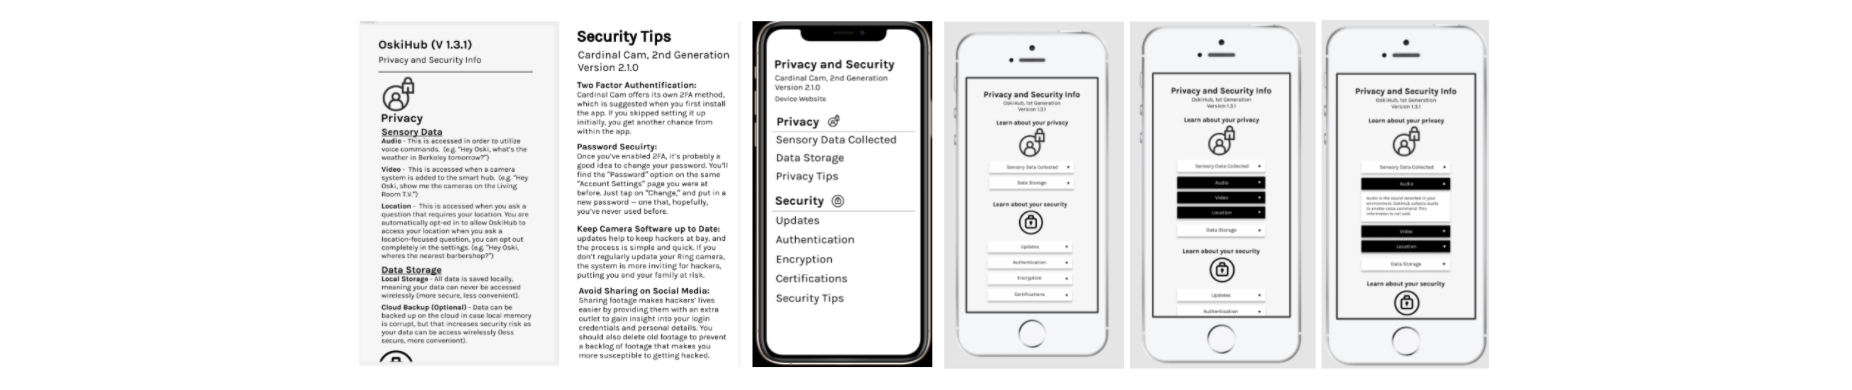 OskiHub (V 1.3.1)
Privacy and Security Info
Privacy
Sensory Data
Audio - This is accessed in order to utilize
voice commands. (e.g. "Hey Oski, what's the
weather in Berkeley tomorrow?")
Video - This is accessed when a camera
system is added to the smart hub. (e.g. "Hey
Oski, show me the cameras on the Living
Room T.V.")
Location - This is accessed when you ask a
question that requires your location. You are
automatically opt-ed in to allow OskiHub to
access your location when you ask a
location-focused question, you can opt out
completely in the settings. (e.g. "Hey Oski,
wheres the nearest barbershop?")
Data Storage
Local Storage - All data is saved locally,
meaning your data can never be accessed
wirelessly (more secure, less convenient).
Cloud Backup (Optional) - Data can be
backed up on the cloud in case local memory
is corrupt, but that increases security risk as
your data can be access wirelessly (less
secure, more convenient).
Security Tips
Cardinal Cam, 2nd Generation
Version 2.1.0
Two Factor Authentification:
Cardinal Cam offers its own 2FA method,
which is suggested when you first install
the app. If you skipped setting it up
initially, you get another chance from
within the app.
Password Secuirty:
Once you've enabled 2FA, it's probably a
good idea to change your password. You'll
find the "Password" option on the same
"Account Settings" page you were at
before. Just tap on "Change," and put in a
new password — one that, hopefully,
you've never used before.
Keep Camera Software up to Date:
updates help to keep hackers at bay, and
the process is simple and quick. If you
don't regularly update your Ring camera,
the system is more inviting for hackers,
putting you and your family at risk.
Avoid Sharing on Social Media:
Sharing footage makes hackers' lives
easier by providing them with an extra
outlet to gain insight into your login
credentials and personal details. You
should also delete old footage to prevent
a backlog of footage that makes you
more susceptible to getting hacked.
Privacy and Security
Cardinal Cam, 2nd Generation
Version 2.1.0
Device Website
Privacy
Sensory Data Collected
Data Storage
Privacy Tips
Security
Updates
Authentication
Encryption
Certifications
Security Tips
Privacy and Security Info
OskiHub, 1st Generation
Version 1.3.1
Learn about your privacy
Sensory Data Collected
Data Storage
Learn about your security
Updates
Authentication
Encryption
Certifications
Privacy and Security Info
OskiHub, 1st Generation
Version 1.3.1
Learn about your privacy
Sensory Data Collected
Audio
Video
Location
Data Storage
Learn about your security
Updates
Authentication
Privacy and Security Info
OskiHub, 1st Generation
Version 1.3.1
Learn about your privacy
Sensory Data Collected
Audio
Audio is the sound recorded in your
environment. OskiHub collects audio
to enable voice command. This
information is not sold.
Video
Location
Data Storage
Learn about your security